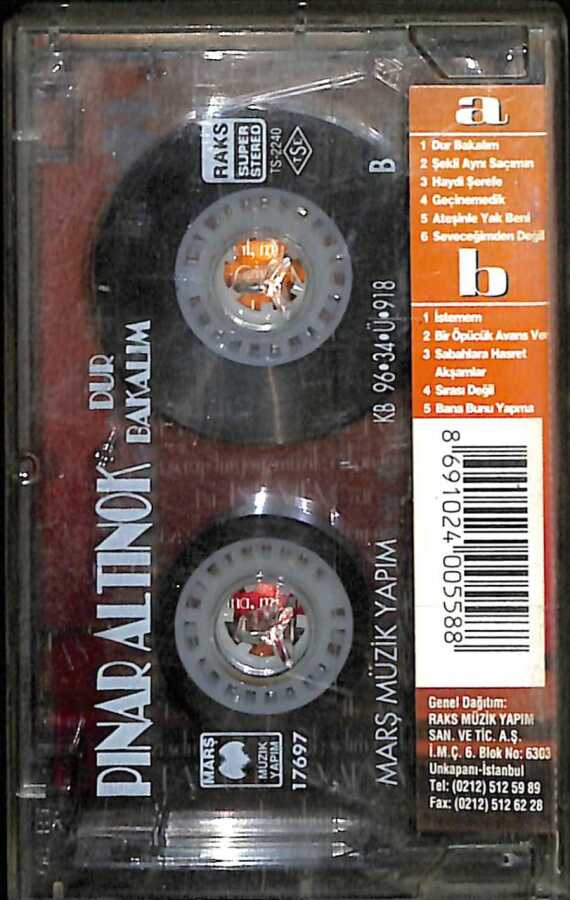 PINAR ALTINOK
DUR
BAKALIM
RAKS
SUPER
STEREO
TS-2240
TSE
B
KB 96•34•Ü•918
MARŞ MÜZİK YAPIM
MARŞ
MÜZİK
YAPIM
17697
a
1 Dur Bakalım
2 Şekli Aynı Saçımın
3 Haydi Şerefe
4 Geçinemedik
5 Ateşinle Yak Beni
6 Seveceğimden Değil
b
1 İstemem
2 Bir Öpücük Avans Ver
3 Sabahlara Hasret
Akşamlar
4 Sırası Değil
5 Bana Bunu Yapma
8 691024 005588
Genel Dağıtım:
RAKS MÜZİK YAPIM
SAN. VE TİC. A.Ş.
İ.M.Ç. 6. Blok No: 6303
Unkapanı-İstanbul
Tel: (0212) 512 59 89
Fax: (0212) 512 62 28